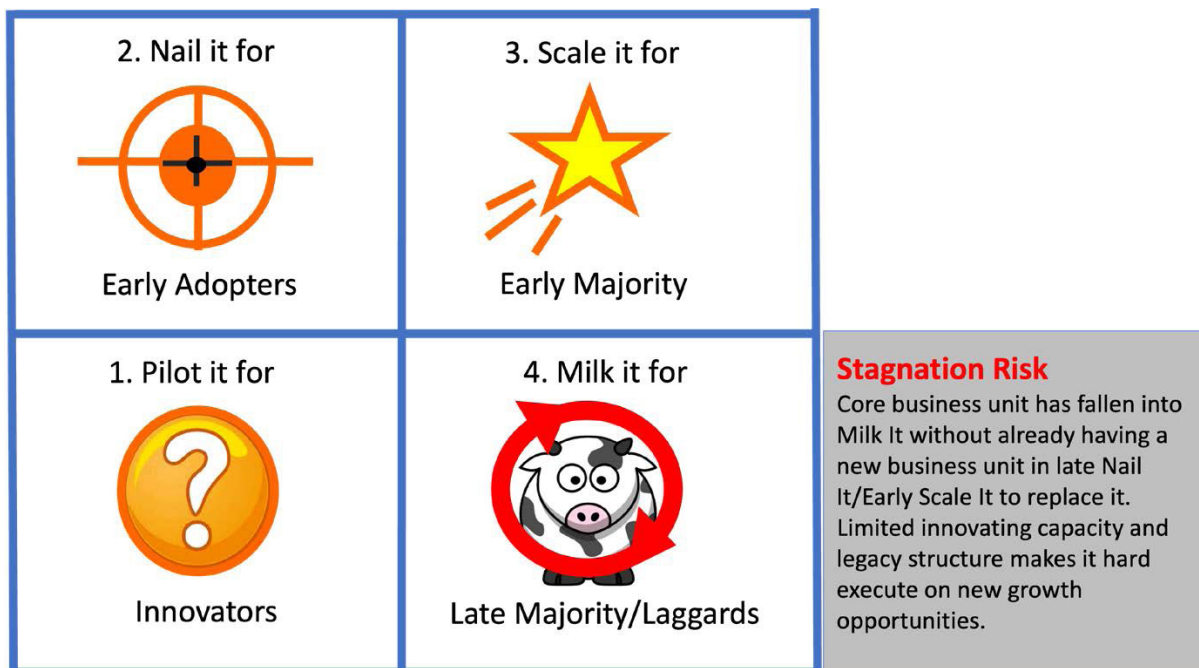 2. Nail it for
Early Adopters
3. Scale it for
Early Majority
1. Pilot it for
?
Innovators
4. Milk it for
Late Majority/Laggards
Stagnation Risk
Core business unit has fallen into
Milk It without already having a
new business unit in late Nail
It/Early Scale It to replace it.
Limited innovating capacity and
legacy structure makes it hard
execute on new growth
opportunities.